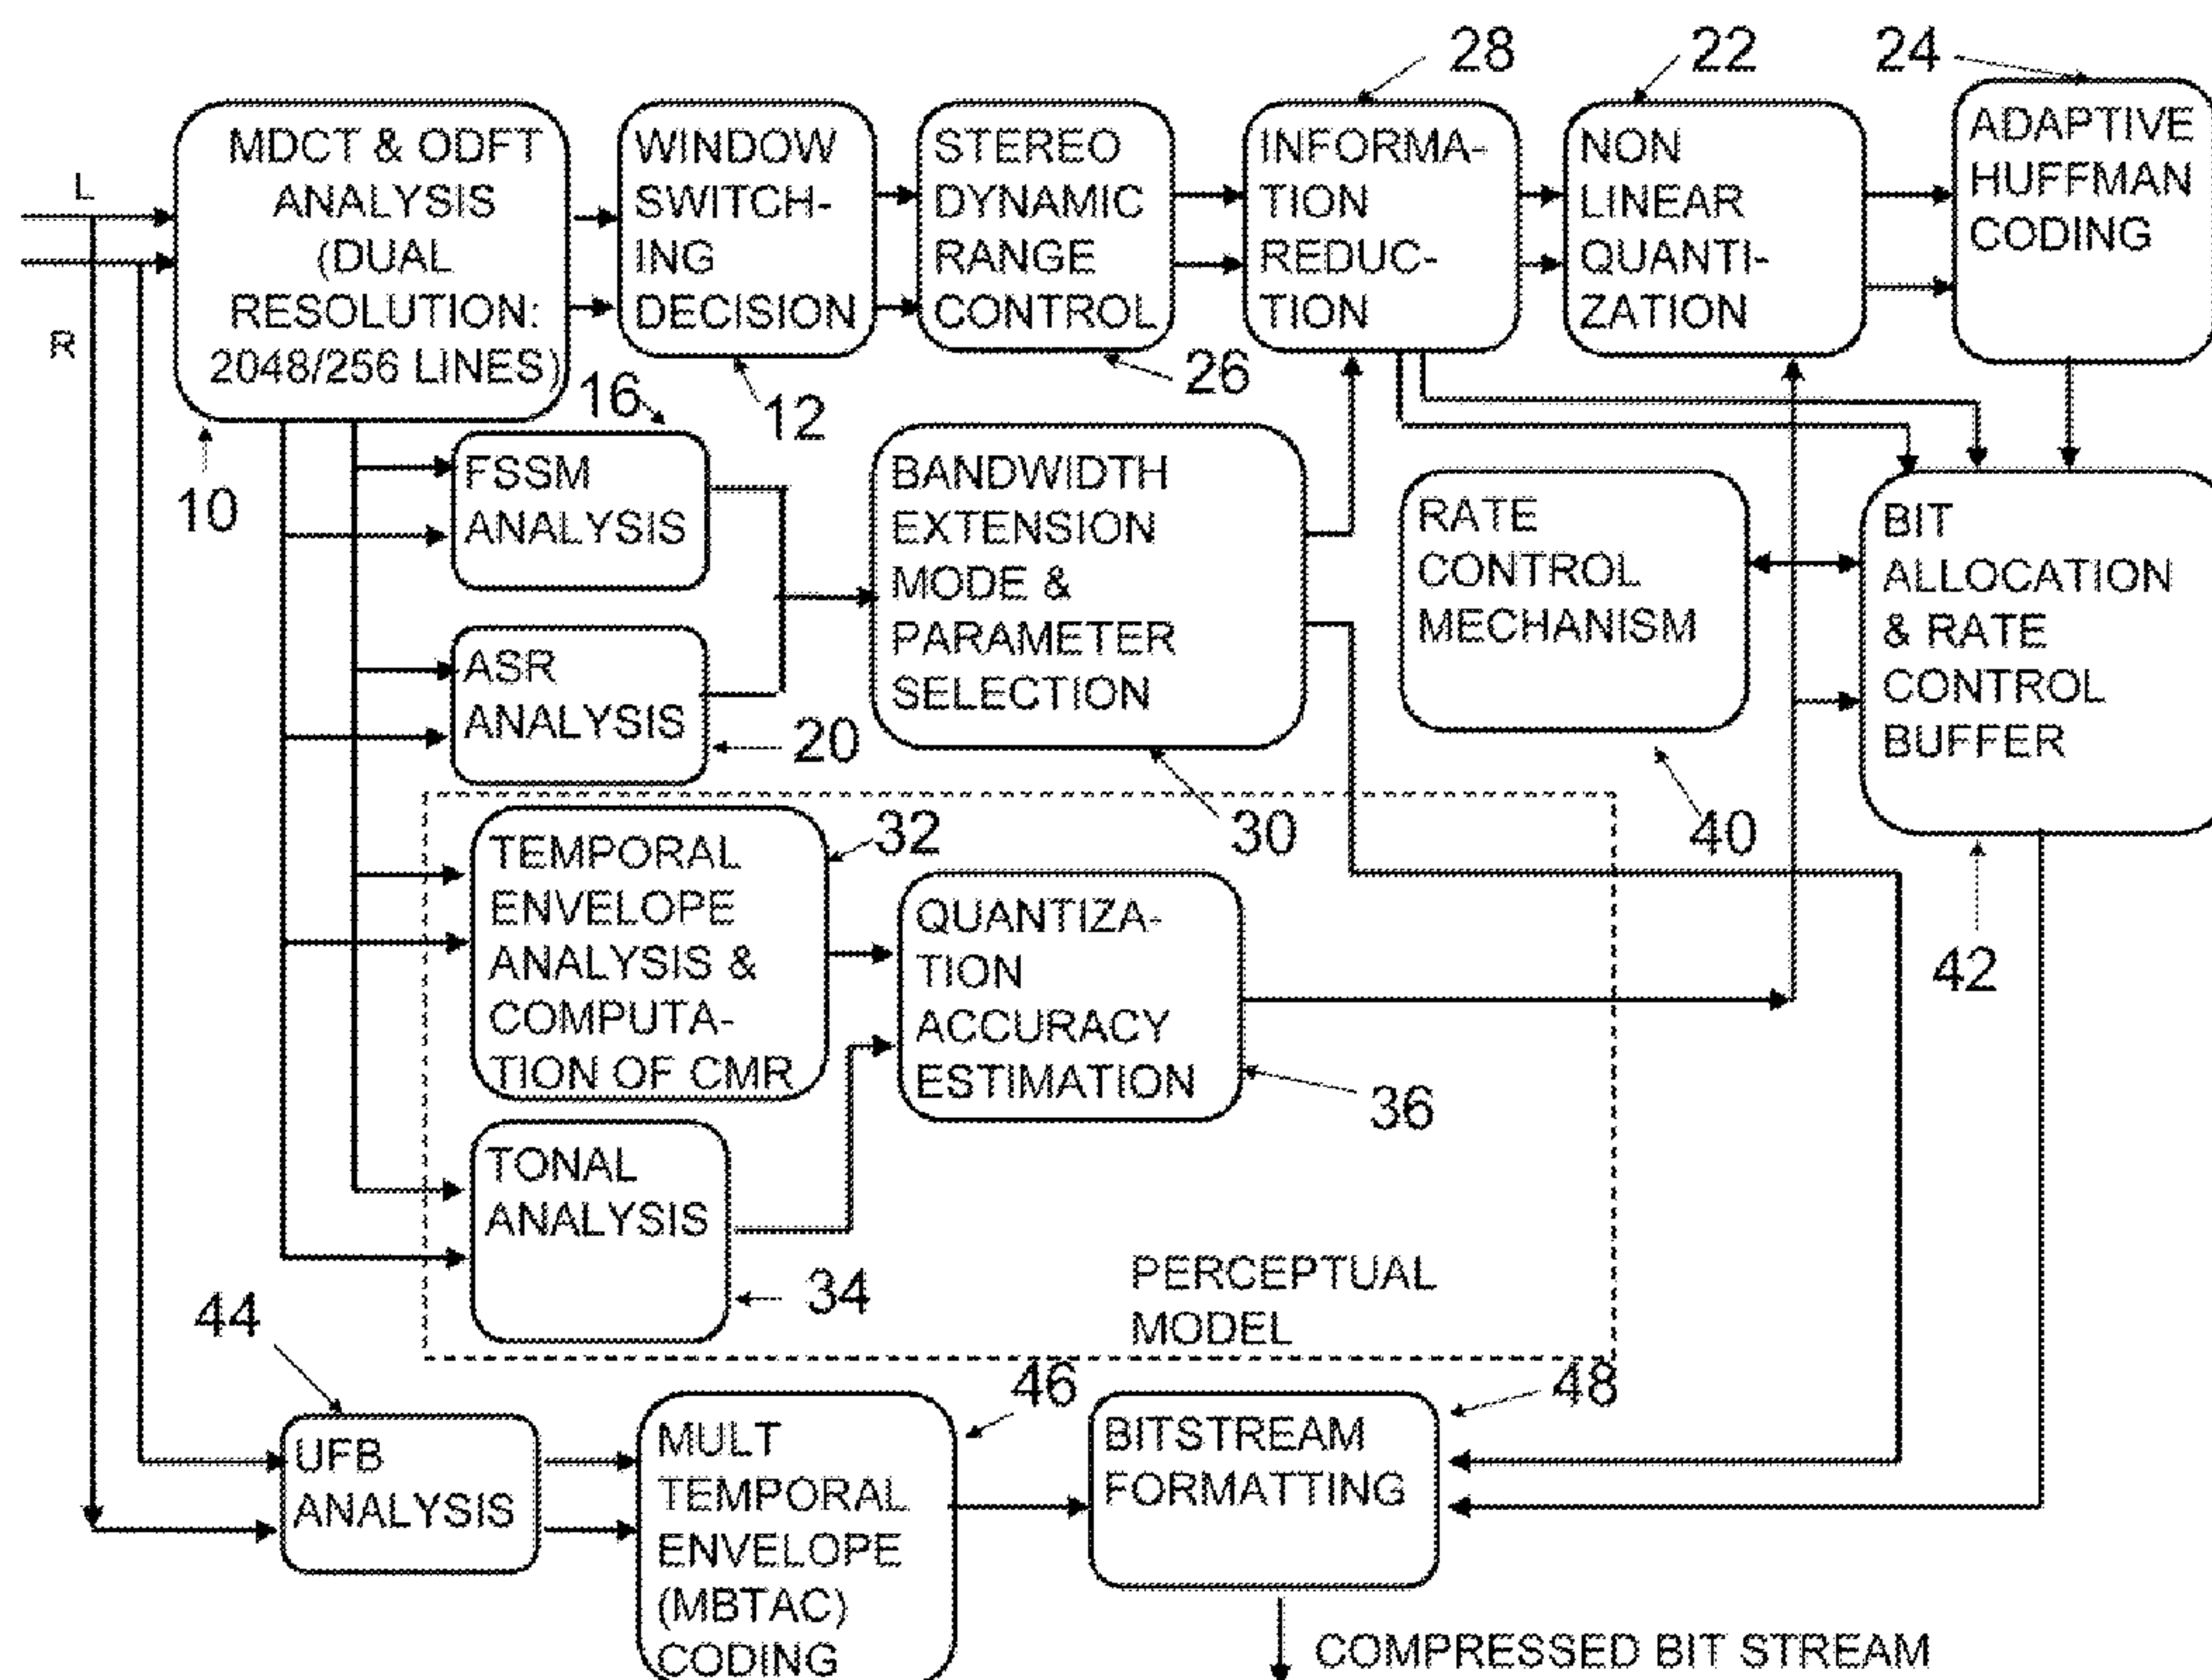 28
22
24
L
R
MDCT & ODFT
ANALYSIS
(DUAL
RESOLUTION:
2048/256 LINES)
WINDOW
SWITCH-
ING
DECISION
STEREO
DYNAMIC
RANGE
CONTROL
INFORMA-
TION
REDUC-
TION
NON
LINEAR
QUANTI-
ZATION
ADAPTIVE
HUFFMAN
CODING
10
16
12
26
FSSM
ANALYSIS
ASR
ANALYSIS
20
BANDWIDTH
EXTENSION
MODE &
PARAMETER
SELECTION
30
RATE
CONTROL
MECHANISM
40
BIT
ALLOCATION
& RATE
CONTROL
BUFFER
42
TEMPORAL
ENVELOPE
ANALYSIS &
COMPUTA-
TION OF CMR
32
QUANTIZA-
TION
ACCURACY
ESTIMATION
36
TONAL
ANALYSIS
34
PERCEPTUAL
MODEL
44
UFB
ANALYSIS
46
MULT
TEMPORAL
ENVELOPE
(MBTAC)
CODING
48
BITSTREAM
FORMATTING
COMPRESSED BIT STREAM